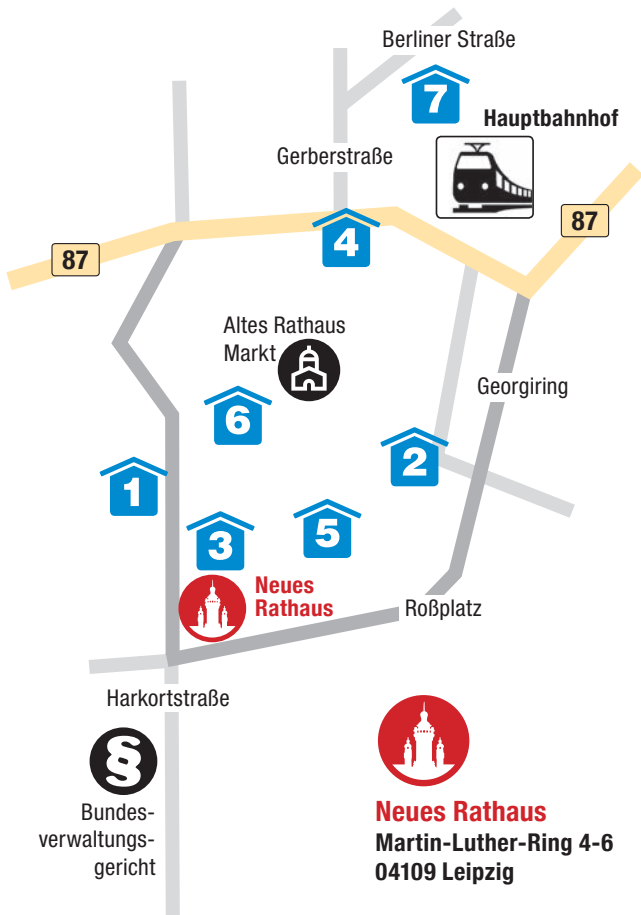 Berliner Straße
7
Hauptbahnhof
Gerberstraße
87
4
87
Altes Rathaus
Markt
Georgiring
6
2
1
3
5
Neues
Rathaus
Roßplatz
Harkortstraße
§
Bundes-
verwaltungs-
gericht
Neues Rathaus
Martin-Luther-Ring 4-6
04109 Leipzig